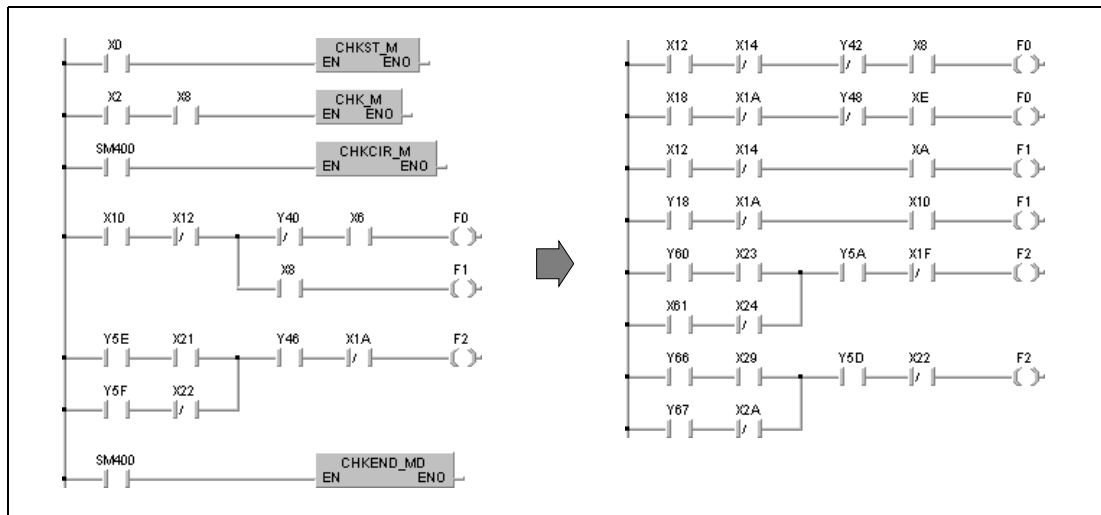 X0
CHKST_M
EN ENO
X2 X8
CHK_M
EN ENO
SM400
CHKCIR_M
EN ENO
X10 X12 Y40 X6 F0
X8 F1
Y5E X21 Y46 X1A F2
Y5F X22
SM400
CHKEND_MD
EN ENO
X12 X14 Y42 X8 F0
X18 X1A Y48 XE F0
X12 X14 XA F1
Y18 X1A X10 F1
Y60 X23 Y5A X1F F2
X61 X24
Y66 X29 Y5D X22 F2
Y67 X2A